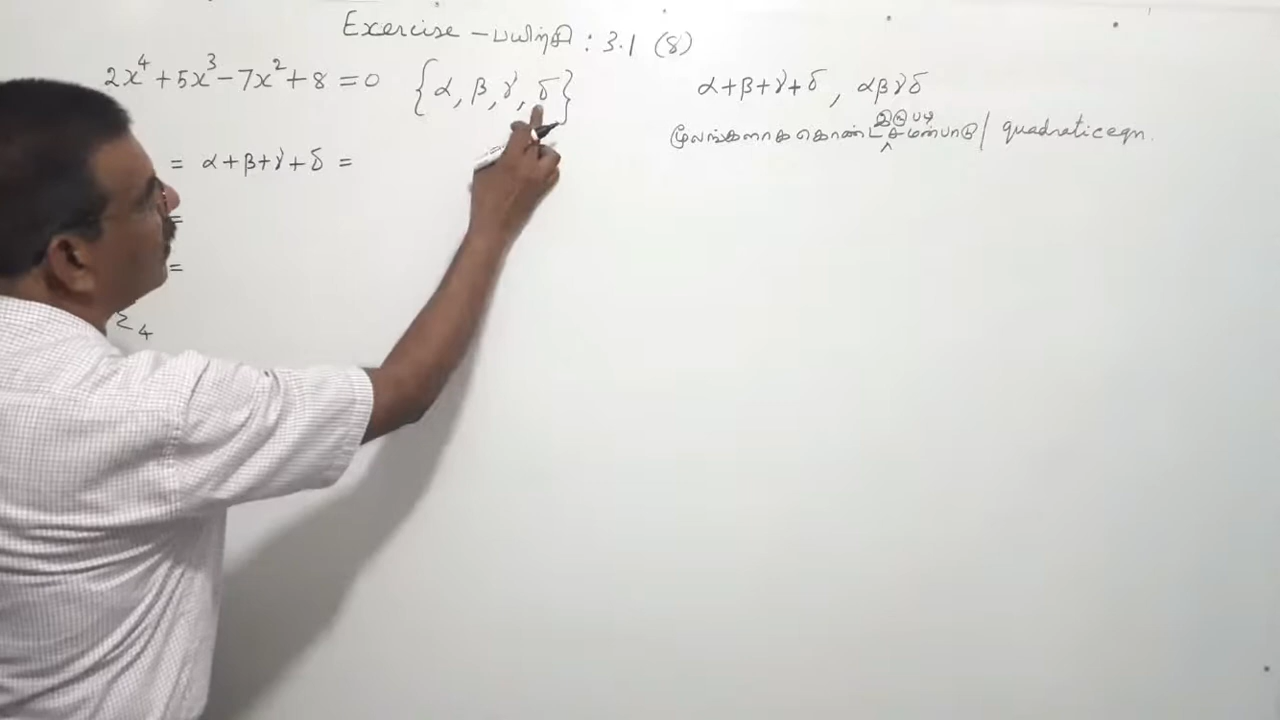 Exercise – பயிற்சி : 3.1 (8)
2x⁴ + 5x³ – 7x² + 8 = 0 {α, β, γ, δ}
= α + β + γ + δ =
=
=
Σ₄
α + β + γ + δ , αβγδ
இருபடி
மூலங்களாக கொண்ட ^ சமன்பாடு / quadratic eqn.